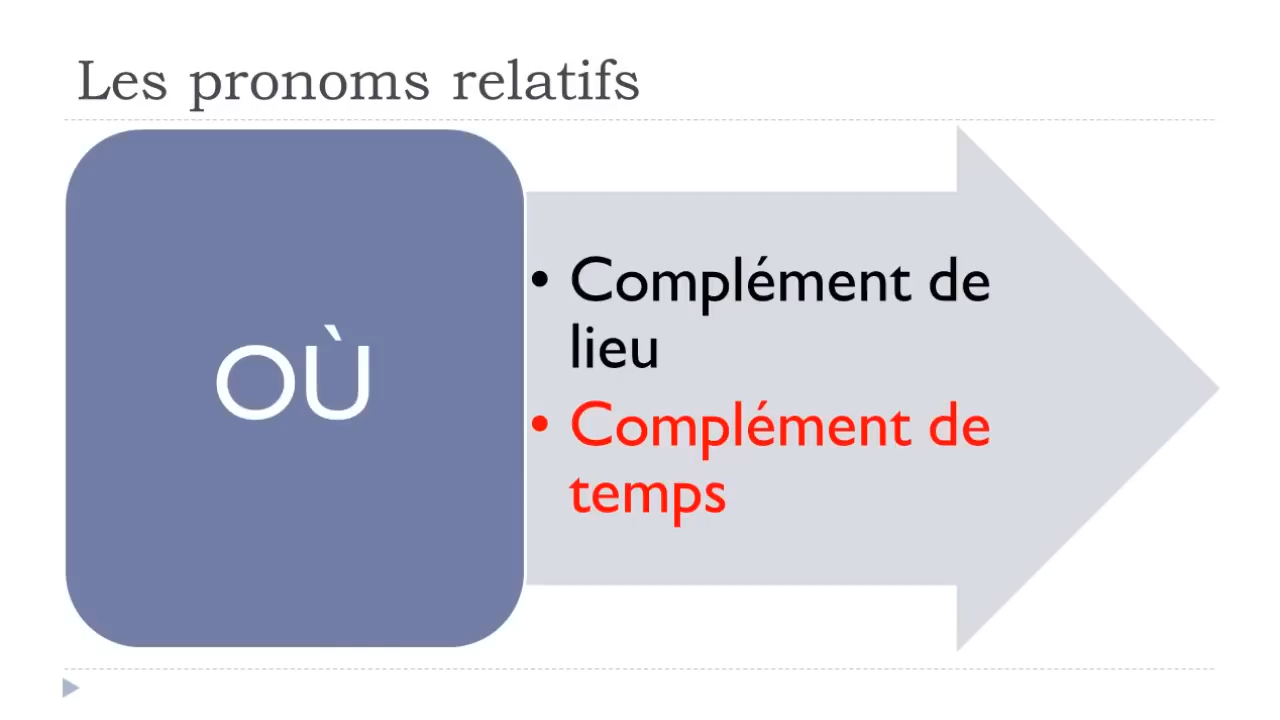 Les pronoms relatifs
OÙ
• Complément de
lieu
• Complément de
temps